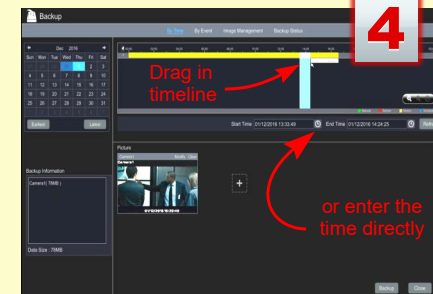 Backup
4
By Time By Event Image Management Backup Status
Dec 2016
Sun Mon Tue Wed Thu Fri Sat
1 2 3
4 5 6 7 8 9 10
11 12 13 14 15 16 17
18 19 20 21 22 23 24
25 26 27 28 29 30 31
Earliest Latest
Drag in
timeline
Start Time 01/12/2016 13:33:49 End Time 01/12/2016 14:24:25
Picture
Camera1 Modify Clear
Camera1
Backup Information
Camera1( 78MB )
or enter the
time directly
Data Size : 78MB
Backup Close